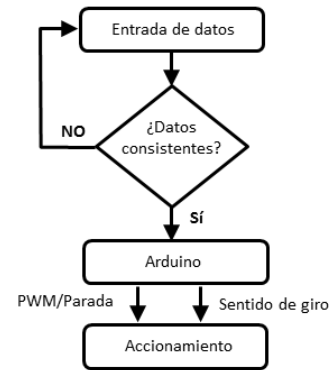 Entrada de datos
¿Datos
consistentes?
NO
Sí
Arduino
PWM/Parada
Sentido de giro
Accionamiento